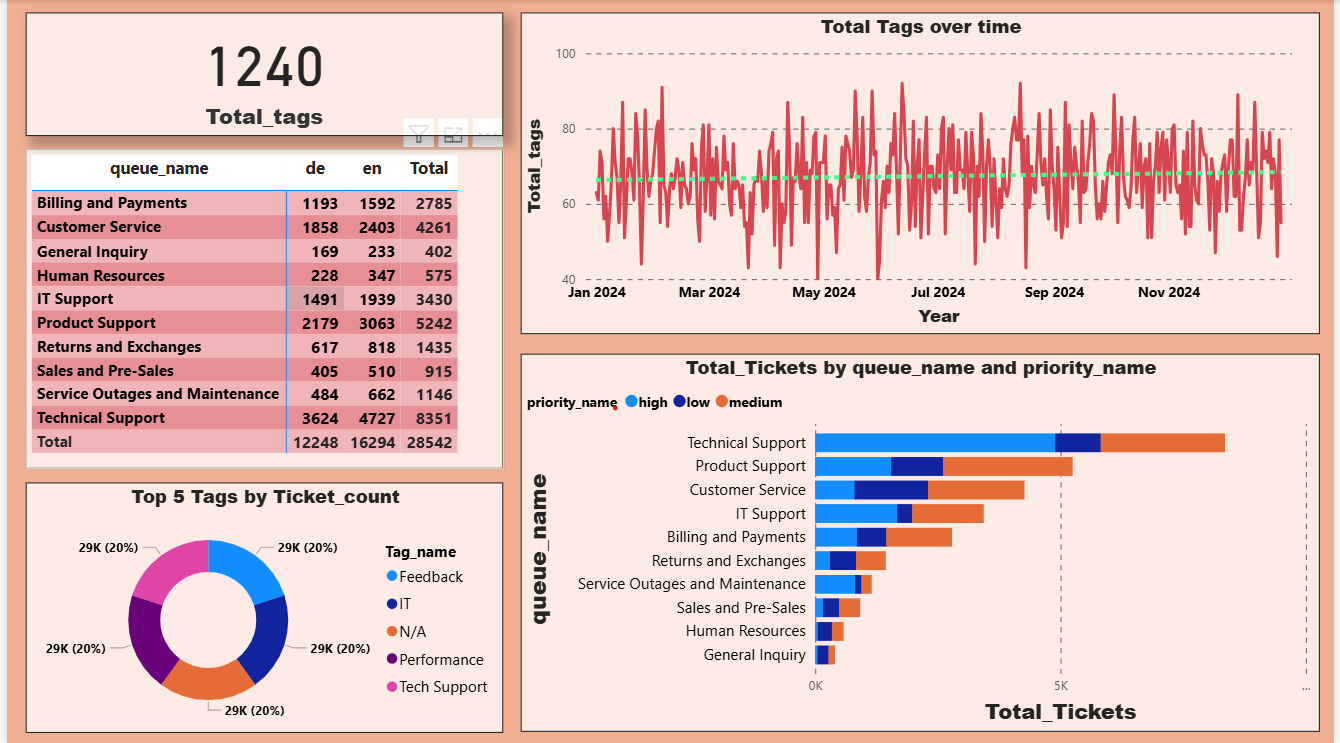 1240
Total_tags
queue_name de en Total
Billing and Payments 1193 1592 2785
Customer Service 1858 2403 4261
General Inquiry 169 233 402
Human Resources 228 347 575
IT Support 1491 1939 3430
Product Support 2179 3063 5242
Returns and Exchanges 617 818 1435
Sales and Pre-Sales 405 510 915
Service Outages and Maintenance 484 662 1146
Technical Support 3624 4727 8351
Total 12248 16294 28542
Top 5 Tags by Ticket_count
29K (20%)
29K (20%)
29K (20%)
29K (20%)
29K (20%)
Tag_name
Feedback
IT
N/A
Performance
Tech Support
Total Tags over time
Total_tags
100
80
60
40
Jan 2024 Mar 2024 May 2024 Jul 2024 Sep 2024 Nov 2024
Year
Total_Tickets by queue_name and priority_name
priority_name high low medium
queue_name
Technical Support
Product Support
Customer Service
IT Support
Billing and Payments
Returns and Exchanges
Service Outages and Maintenance
Sales and Pre-Sales
Human Resources
General Inquiry
0K 5K ...
Total_Tickets